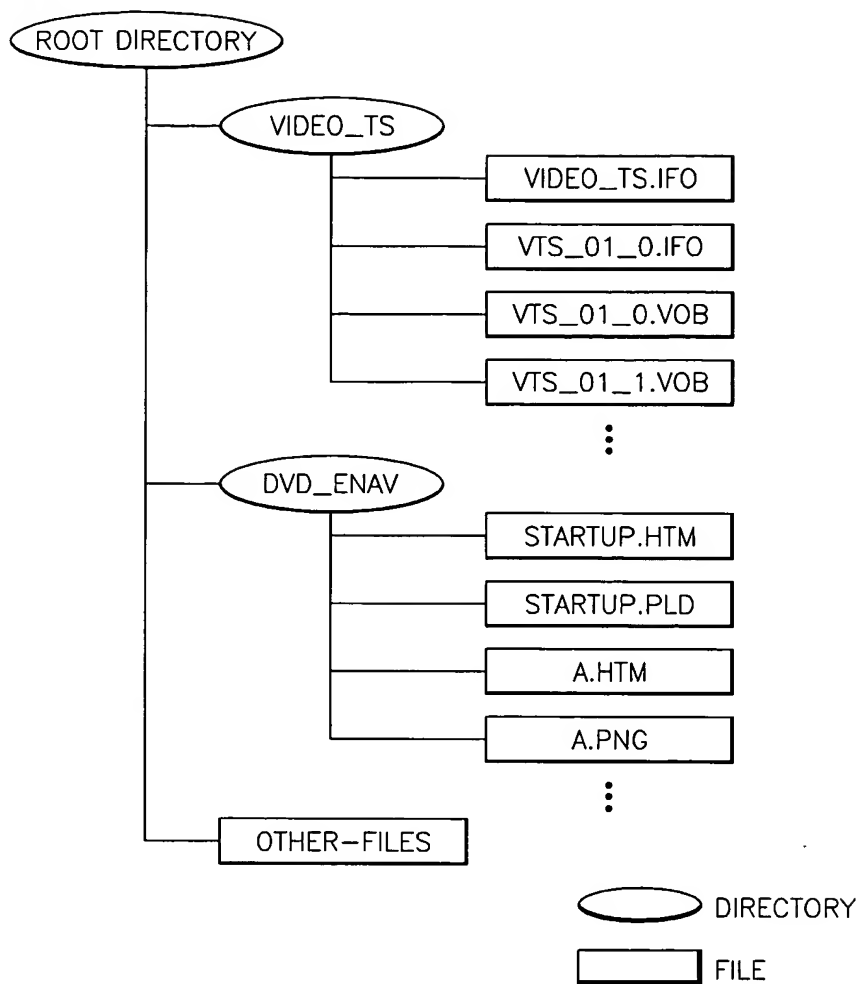 ROOT DIRECTORY
VIDEO_TS
VIDEO_TS.IFO
VTS_01_0.IFO
VTS_01_0.VOB
VTS_01_1.VOB
DVD_ENAV
STARTUP.HTM
STARTUP.PLD
A.HTM
A.PNG
OTHER-FILES
DIRECTORY
FILE